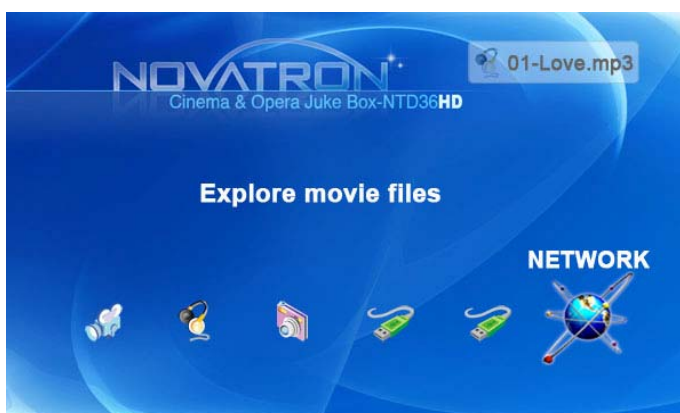 NOVATRON
01-Love.mp3
Cinema & Opera Juke Box-NTD36HD
Explore movie files
NETWORK